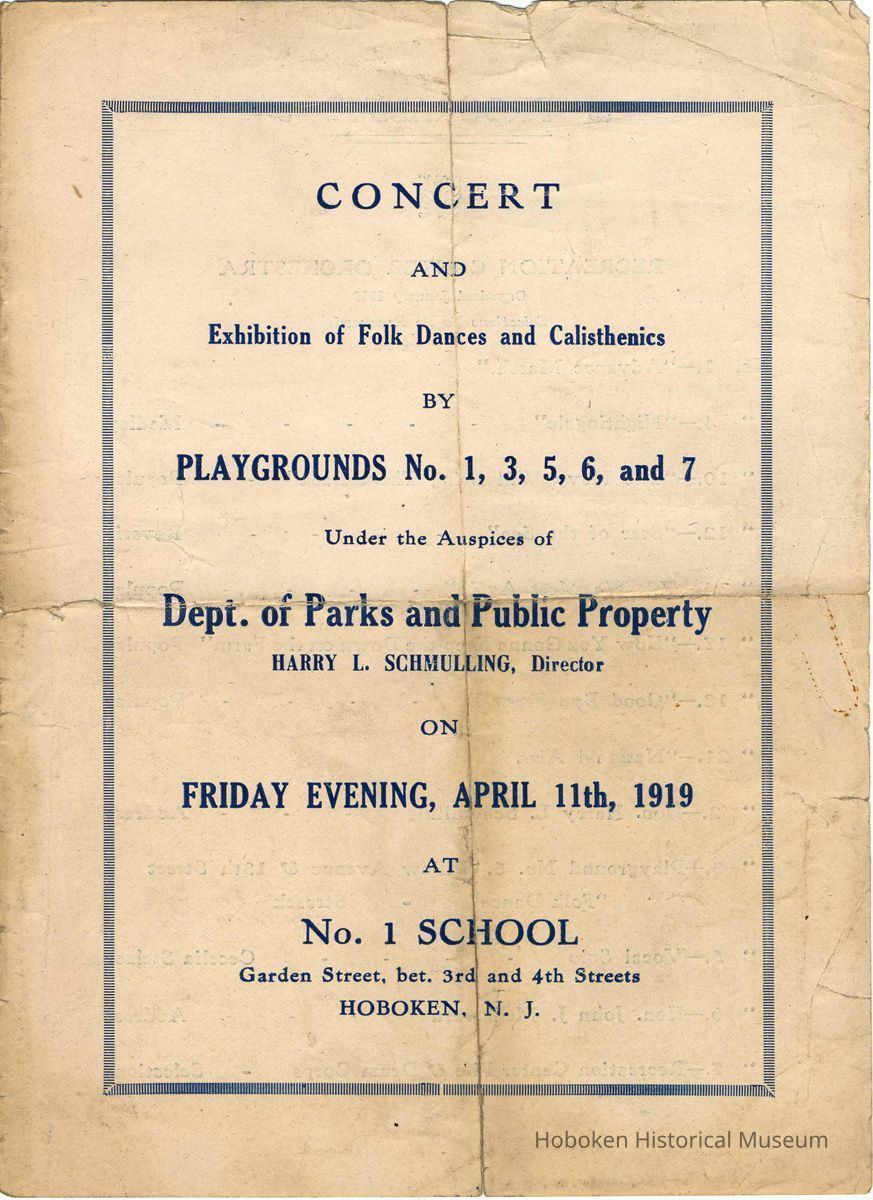 CONCERT
AND
Exhibition of Folk Dances and Calisthenics
BY
PLAYGROUNDS No. 1, 3, 5, 6, and 7
Under the Auspices of
Dept. of Parks and Public Property
HARRY L. SCHMULLING, Director
ON
FRIDAY EVENING, APRIL 11th, 1919
AT
No. 1 SCHOOL
Garden Street, bet. 3rd and 4th Streets
HOBOKEN, N. J.
Hoboken Historical Museum